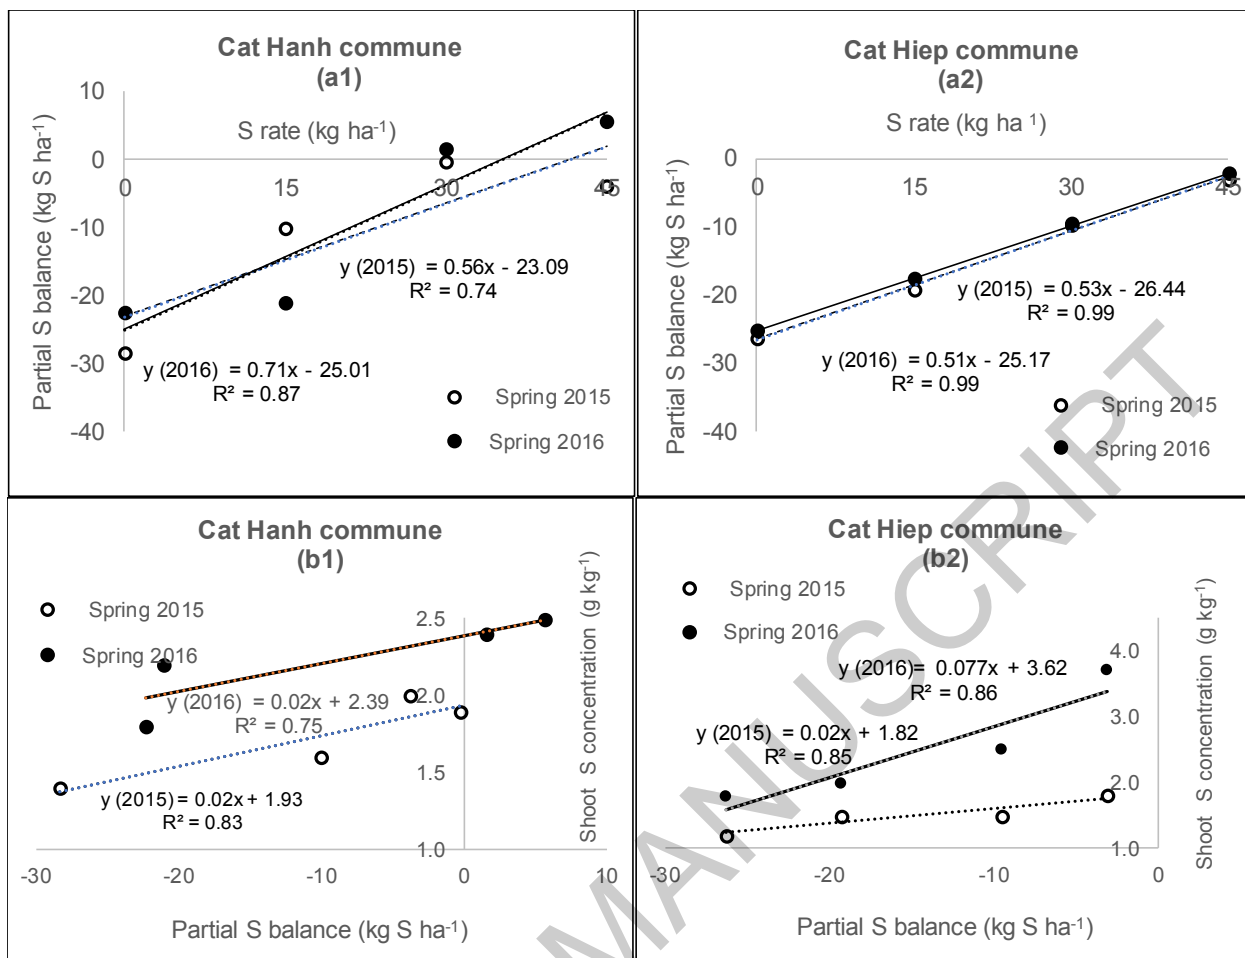 Cat Hanh commune
(a1)
10
S rate (kg ha-1)
0
0
15
30
45
-10
-20
-30
-40
Partial S balance (kg S ha-1)
y (2015) = 0.56x - 23.09
R² = 0.74
y (2016) = 0.71x - 25.01
R² = 0.87
Spring 2015
Spring 2016
Cat Hiep commune
(a2)
S rate (kg ha 1)
0
0
15
30
45
-10
-20
-30
-40
Partial S balance (kg S ha-1)
y (2015) = 0.53x - 26.44
R² = 0.99
y (2016) = 0.51x - 25.17
R² = 0.99
Spring 2015
Spring 2016
Cat Hanh commune
(b1)
Spring 2015
Spring 2016
2.5
2.0
1.5
1.0
Shoot S concentration (g kg-1)
y (2016) = 0.02x + 2.39
R² = 0.75
y (2015) = 0.02x + 1.93
R² = 0.83
-30
-20
-10
0
10
Partial S balance (kg S ha-1)
Cat Hiep commune
(b2)
Spring 2015
Spring 2016
4.0
3.0
2.0
1.0
Shoot S concentration (g kg-1)
y (2016)= 0.077x + 3.62
R² = 0.86
y (2015) = 0.02x + 1.82
R² = 0.85
-30
-20
-10
0
Partial S balance (kg S ha-1)
MANUSCRIPT